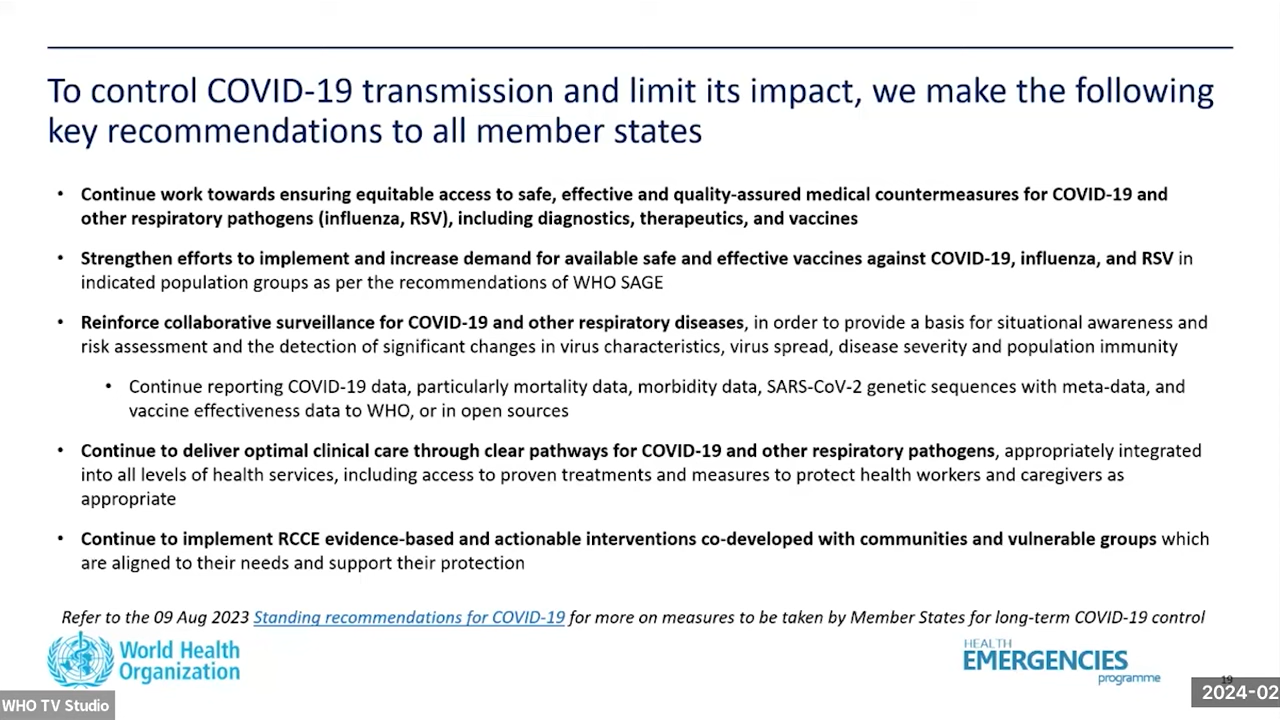 To control COVID-19 transmission and limit its impact, we make the following
key recommendations to all member states
• Continue work towards ensuring equitable access to safe, effective and quality-assured medical countermeasures for COVID-19 and
other respiratory pathogens (influenza, RSV), including diagnostics, therapeutics, and vaccines
• Strengthen efforts to implement and increase demand for available safe and effective vaccines against COVID-19, influenza, and RSV in
indicated population groups as per the recommendations of WHO SAGE
• Reinforce collaborative surveillance for COVID-19 and other respiratory diseases, in order to provide a basis for situational awareness and
risk assessment and the detection of significant changes in virus characteristics, virus spread, disease severity and population immunity
• Continue reporting COVID-19 data, particularly mortality data, morbidity data, SARS-CoV-2 genetic sequences with meta-data, and
vaccine effectiveness data to WHO, or in open sources
• Continue to deliver optimal clinical care through clear pathways for COVID-19 and other respiratory pathogens, appropriately integrated
into all levels of health services, including access to proven treatments and measures to protect health workers and caregivers as
appropriate
• Continue to implement RCCE evidence-based and actionable interventions co-developed with communities and vulnerable groups which
are aligned to their needs and support their protection
Refer to the 09 Aug 2023 Standing recommendations for COVID-19 for more on measures to be taken by Member States for long-term COVID-19 control
World Health
Organization
HEALTH
EMERGENCIES
programme
19
WHO TV Studio
2024-02